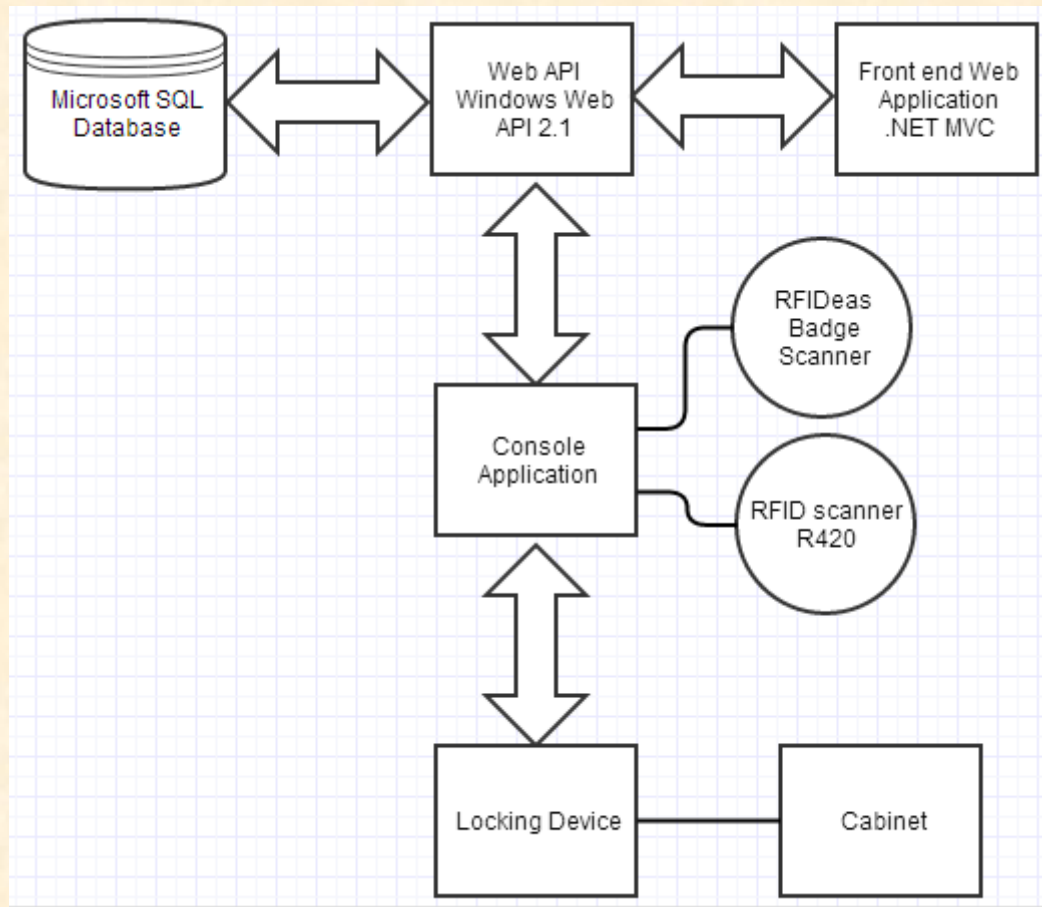 Microsoft SQL
Database
Web API
Windows Web
API 2.1
Front end Web
Application
.NET MVC
RFIDeas
Badge
Scanner
Console
Application
RFID scanner
R420
Locking Device
Cabinet